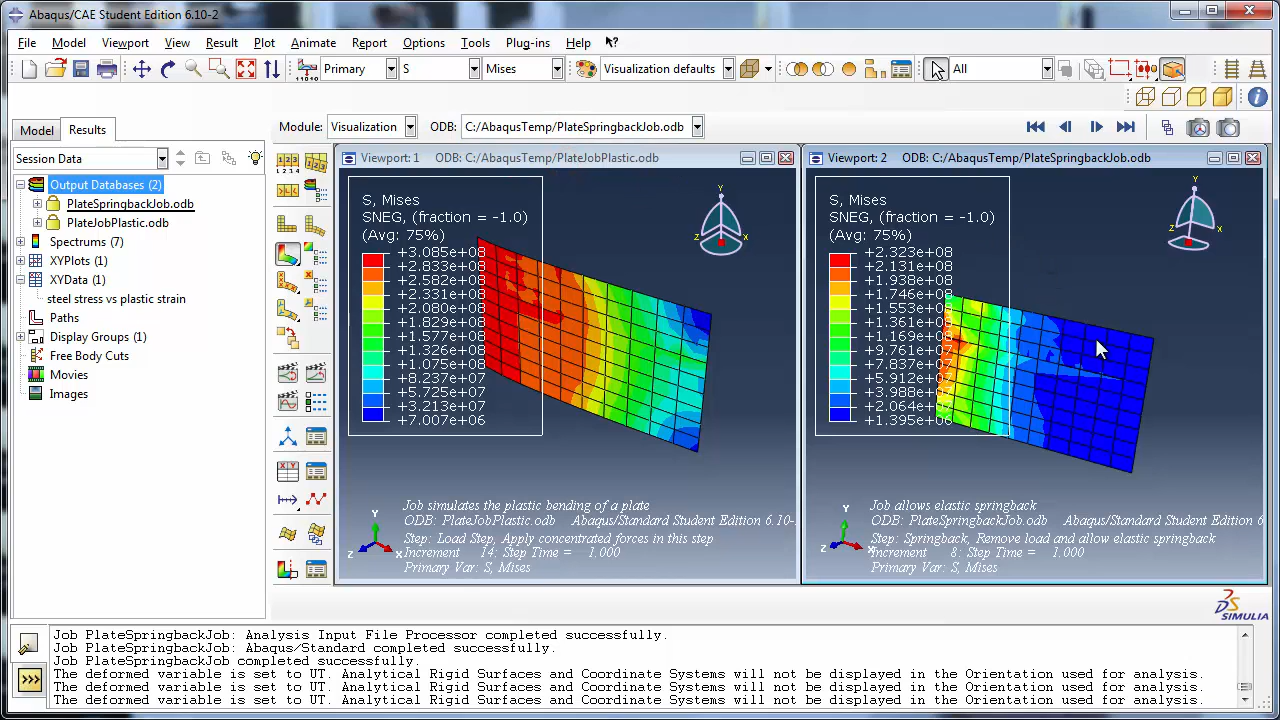 Abaqus/CAE Student Edition 6.10-2
File Model Viewport View Result Plot Animate Report Options Tools Plug-ins Help
Primary S Mises Visualization defaults All
Model Results
Module: Visualization ODB: C:/AbaqusTemp/PlateSpringbackJob.odb
Session Data
Output Databases (2)
PlateSpringbackJob.odb
PlateJobPlastic.odb
Spectrums (7)
XYPlots (1)
XYData (1)
steel stress vs plastic strain
Paths
Display Groups (1)
Free Body Cuts
Movies
Images
Viewport: 1 ODB: C:/AbaqusTemp/PlateJobPlastic.odb
S, Mises
SNEG, (fraction = -1.0)
(Avg: 75%)
+3.085e+08
+2.833e+08
+2.582e+08
+2.331e+08
+2.080e+08
+1.829e+08
+1.577e+08
+1.326e+08
+1.075e+08
+8.237e+07
+5.725e+07
+3.213e+07
+7.007e+06
Y
Z X
Job simulates the plastic bending of a plate
ODB: PlateJobPlastic.odb Abaqus/Standard Student Edition 6.10-
Step: Load Step, Apply concentrated forces in this step
Increment 14: Step Time = 1.000
Primary Var: S, Mises
Y
Z X
Viewport: 2 ODB: C:/AbaqusTemp/PlateSpringbackJob.odb
S, Mises
SNEG, (fraction = -1.0)
(Avg: 75%)
+2.323e+08
+2.131e+08
+1.938e+08
+1.746e+08
+1.553e+08
+1.361e+08
+1.169e+08
+9.761e+07
+7.837e+07
+5.912e+07
+3.988e+07
+2.064e+07
+1.395e+06
Y
Z X
Job allows elastic springback
ODB: PlateSpringbackJob.odb Abaqus/Standard Student Edition 6
Step: Springback, Remove load and allow elastic springback
Increment 8: Step Time = 1.000
Primary Var: S, Mises
Y
Z X
SIMULIA
Job PlateSpringbackJob: Analysis Input File Processor completed successfully.
Job PlateSpringbackJob: Abaqus/Standard completed successfully.
Job PlateSpringbackJob completed successfully.
The deformed variable is set to UT. Analytical Rigid Surfaces and Coordinate Systems will not be displayed in the Orientation used for analysis.
The deformed variable is set to UT. Analytical Rigid Surfaces and Coordinate Systems will not be displayed in the Orientation used for analysis.
The deformed variable is set to UT. Analytical Rigid Surfaces and Coordinate Systems will not be displayed in the Orientation used for analysis.